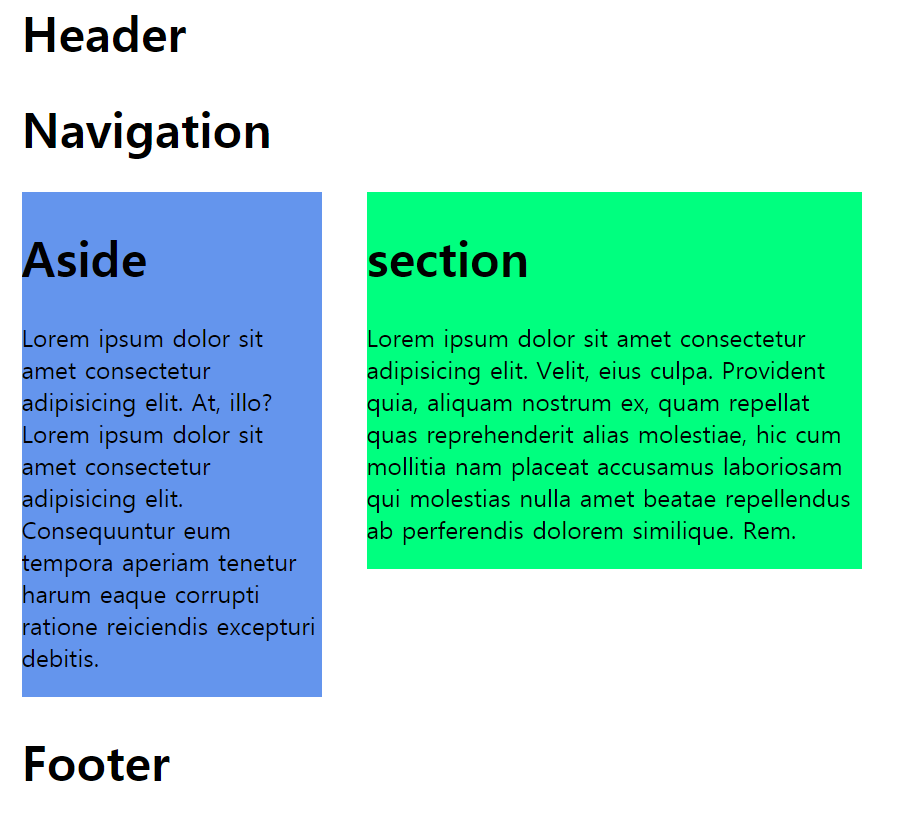 Header
Navigation
Aside
Lorem ipsum dolor sit
amet consectetur
adipisicing elit. At, illo?
Lorem ipsum dolor sit
amet consectetur
adipisicing elit.
Consequuntur eum
tempora aperiam tenetur
harum eaque corrupti
ratione reiciendis excepturi
debitis.
section
Lorem ipsum dolor sit amet consectetur
adipisicing elit. Velit, eius culpa. Provident
quia, aliquam nostrum ex, quam repellat
quas reprehenderit alias molestiae, hic cum
mollitia nam placeat accusamus laboriosam
qui molestias nulla amet beatae repellendus
ab perferendis dolorem similique. Rem.
Footer